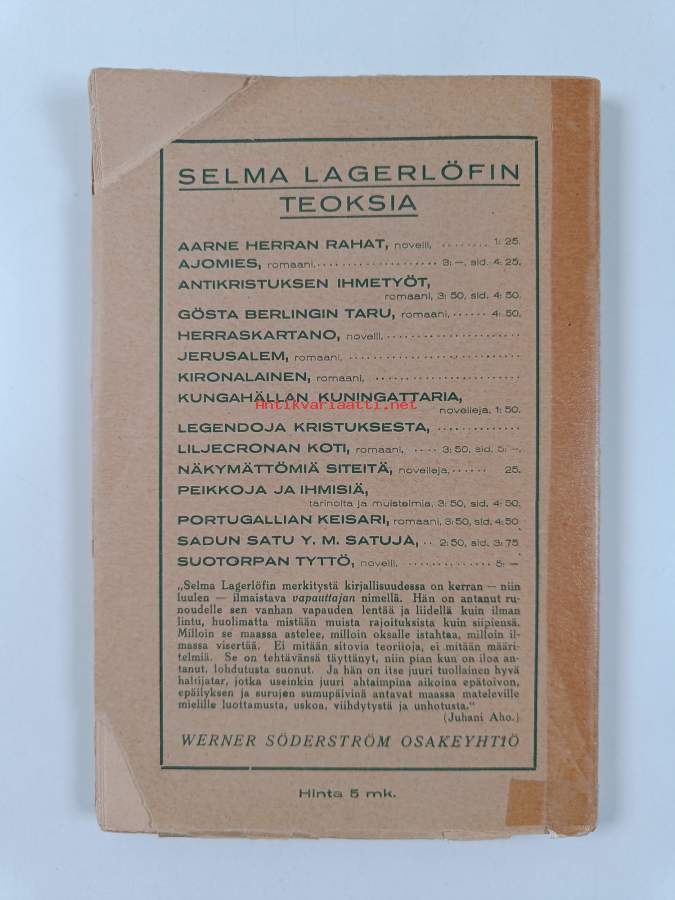 SELMA LAGERLÖFIN
TEOKSIA
AARNE HERRAN RAHAT, novelli, ........ 1: 25.
AJOMIES, romaani, .................... 3: —, sid. 4: 25.
ANTIKRISTUKSEN IHMETYÖT,
romaani, 3: 50, sid. 4: 50.
GÖSTA BERLINGIN TARU, romaani, ...... 4: 50.
HERRASKARTANO, novelli, ......................
JERUSALEM, romaani, .............................
KIRONALAINEN, romaani, ........................
KUNGAHÄLLAN KUNINGATTARIA,
Antikvariaatti.net
novelleja, 1: 50.
LEGENDOJA KRISTUKSESTA, ..............
LILJECRONAN KOTI, romaani, .... 3: 50, sid. 5: —.
NÄKYMÄTTÖMIÄ SITEITÄ, novelleja, ...... 25.
PEIKKOJA JA IHMISIÄ,
tarinoita ja muistelmia, 3: 50, sid. 4: 50.
PORTUGALLIAN KEISARI, romaani, 3: 50, sid. 4: 50
SADUN SATU Y. M. SATUJA, .. 2: 50, sid. 3: 75
SUOTORPAN TYTTÖ, novelli, ................ 5: —
„Selma Lagerlöfin merkitystä kirjallisuudessa on kerran — niin
luulen — ilmaistava vapauttajan nimellä. Hän on antanut ru-
noudelle sen vanhan vapauden lentää ja liidellä kuin ilman
lintu, huolimatta mistään muista rajoituksista kuin siipiensä.
Milloin se maassa astelee, milloin oksalle istahtaa, milloin il-
massa visertää. Ei mitään sitovia teoriioja, ei mitään määri-
telmiä. Se on tehtävänsä täyttänyt, niin pian kun on iloa an-
tanut, lohdutusta suonut. Ja hän on itse juuri tuollainen hyvä
haltijatar, jotka useinkin juuri ahtaimpina aikoina epätoivon,
epäilyksen ja surujen sumupäivinä antavat maassa mateleville
mielille luottamusta, uskoa, viihdytystä ja unhotusta.“
(Juhani Aho.)
WERNER SÖDERSTRÖM OSAKEYHTIÖ
Hinta 5 mk.